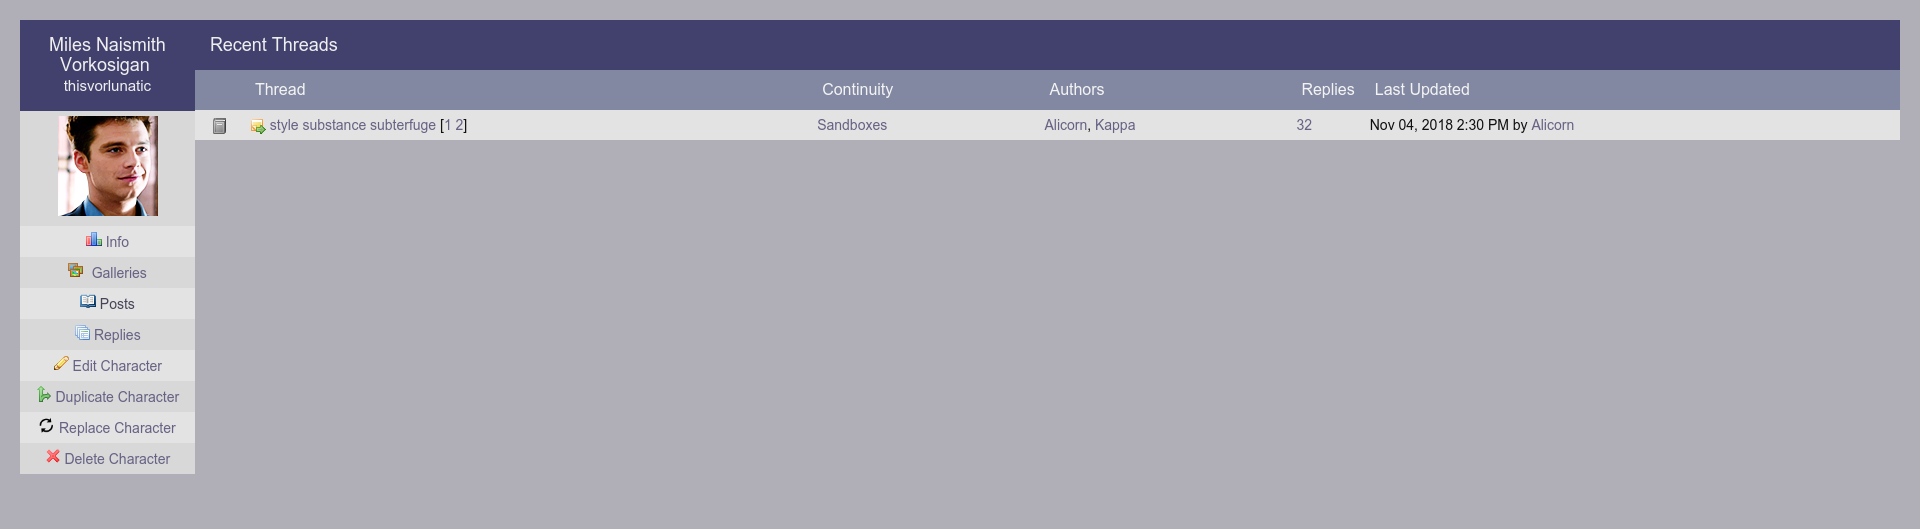 Miles Naismith
Vorkosigan
thisvorlunatic
Info
Galleries
Posts
Replies
Edit Character
Duplicate Character
Replace Character
Delete Character
Recent Threads
Thread Continuity Authors Replies Last Updated
style substance subterfuge [1 2] Sandboxes Alicorn, Kappa 32 Nov 04, 2018 2:30 PM by Alicorn